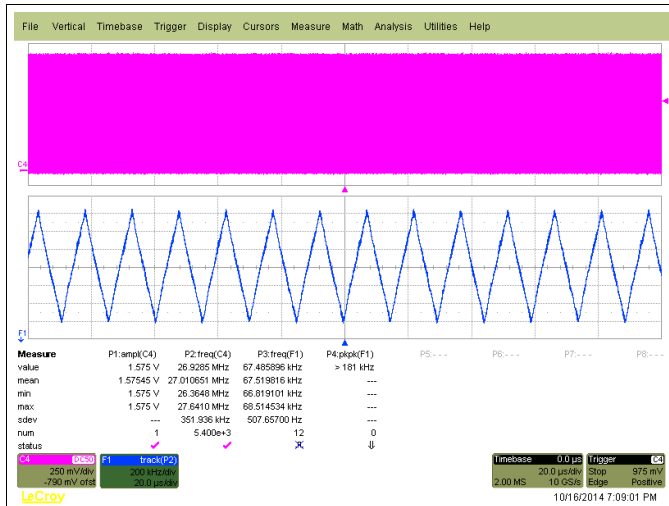 File Vertical Timebase Trigger Display Cursors Measure Math Analysis Utilities Help
C4
F1
Measure P1:ampl(C4) P2:freq(C4) P3:freq(F1) P4:pkpk(F1) P5:--- P6:--- P7:--- P8:---
value 1.575 V 26.9285 MHz 67.485896 kHz > 181 kHz
mean 1.57545 V 27.010651 MHz 67.519816 kHz ---
min 1.575 V 26.3648 MHz 66.819101 kHz ---
max 1.575 V 27.6410 MHz 68.514534 kHz ---
sdev --- 351.936 kHz 507.65700 Hz ---
num 1 5.400e+3 12 0
status
C4 DC50 F1 track(P2) Timebase 0.0 µs Trigger C4
250 mV/div 200 kHz/div 20.0 µs/div Stop 975 mV
-790 mV ofst 20.0 µs/div 2.00 MS 10 GS/s Edge Positive
LeCroy 10/16/2014 7:09:01 PM